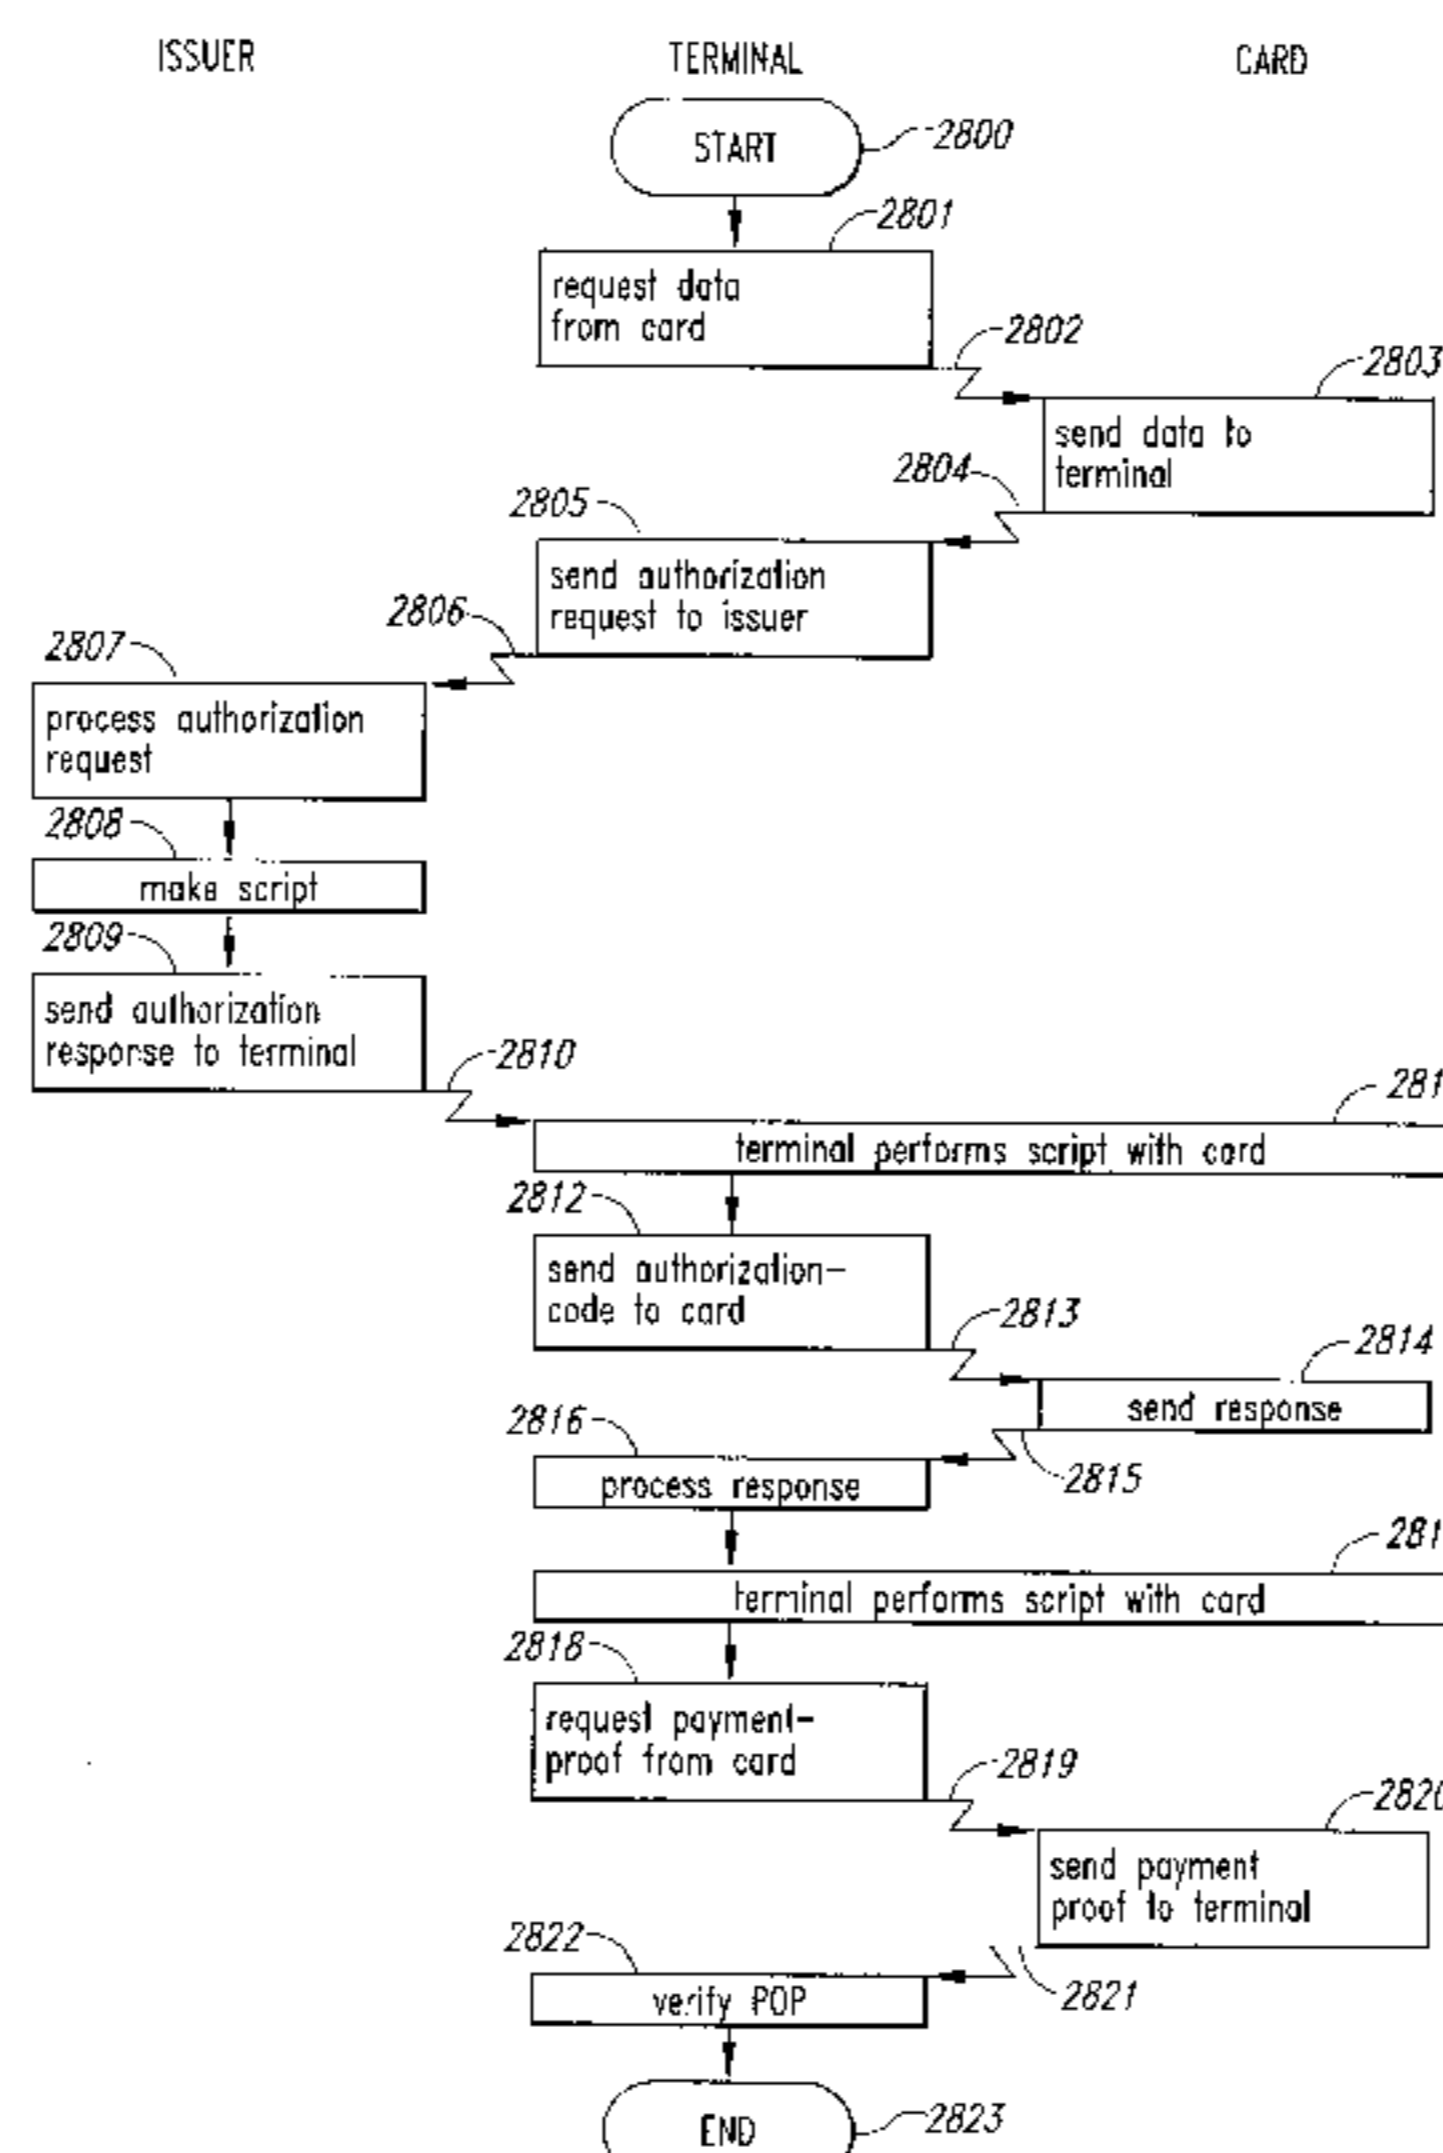 ISSUER
TERMINAL
CARD
START
2800
2801
request data
from card
2802
2803
send data to
terminal
2804
2805
send authorization
request to issuer
2806
2807
process authorization
request
2808
make script
2809
send authorization
response to terminal
2810
281
terminal performs script with card
2812
send authorization-
code to card
2813
2814
send response
2815
2816
process response
281
terminal performs script with card
2818
request payment-
proof from card
2819
2820
send payment
proof to terminal
2821
2822
verify POP
END
2823